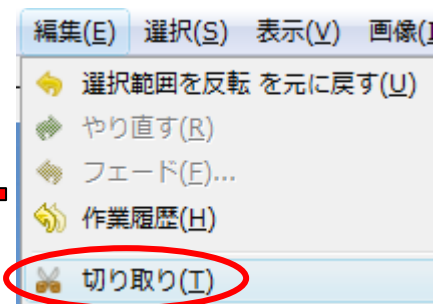 編集(E) 選択(S) 表示(V) 画像(I
選択範囲を反転 を元に戻す(U)
やり直す(R)
フェード(F)...
作業履歴(H)
切り取り(T)